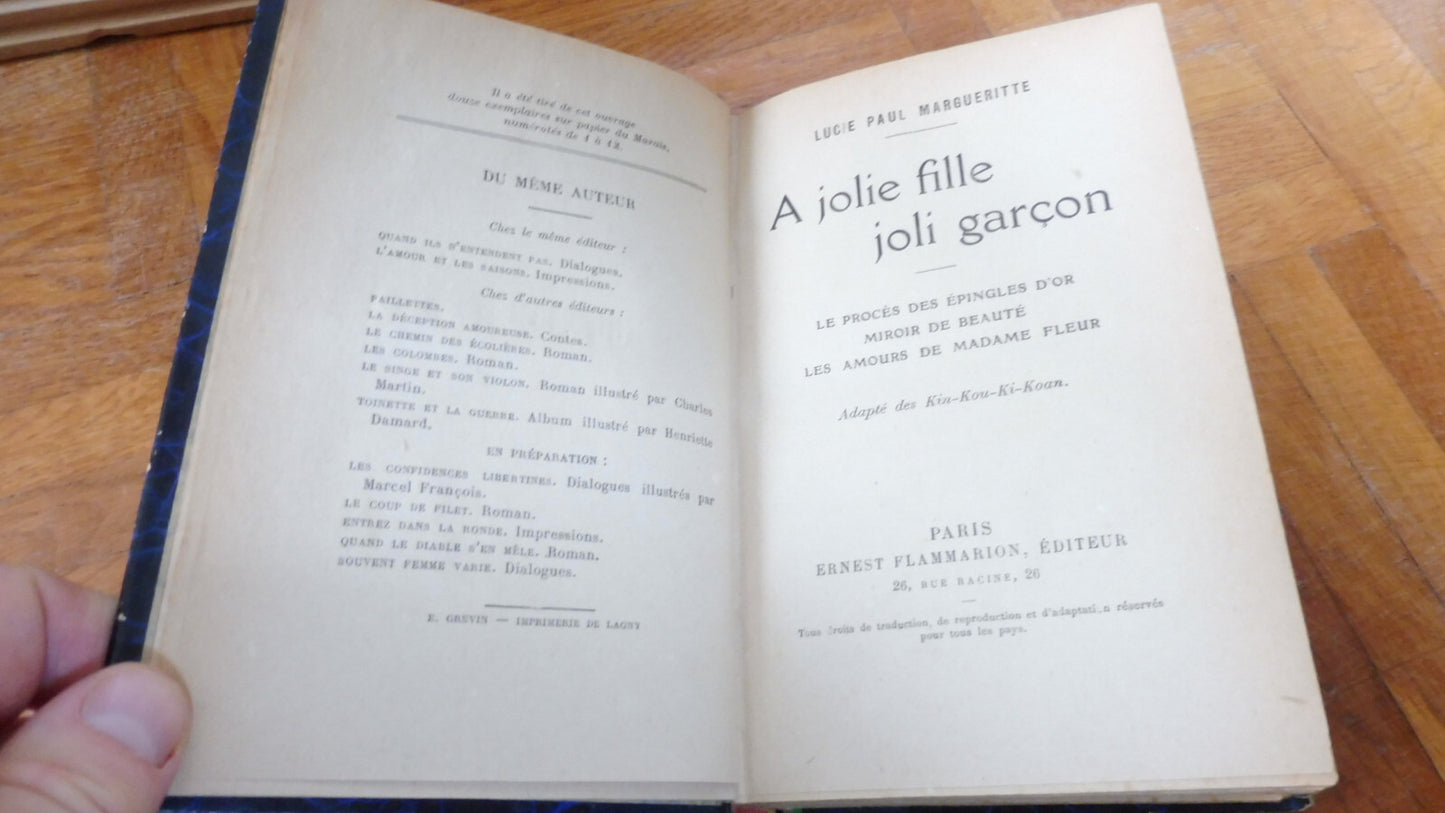 Il a été tiré de cet ouvrage
douze exemplaires sur papier du Marais,
numérotés de 1 à 12.
DU MÊME AUTEUR
Chez le même éditeur :
QUAND ILS N'ENTENDENT PAS. Dialogues.
L'AMOUR ET LES SAISONS. Impressions.
Chez d'autres éditeurs :
PAILLETTES.
LA DÉCEPTION AMOUREUSE. Contes.
LE CHEMIN DES ÉCOLIÈRES. Roman.
LES COLOMBES. Roman.
LE SINGE ET SON VIOLON. Roman illustré par Charles
Martin.
TOINETTE ET LA GUERRE. Album illustré par Henriette
Damard.
EN PRÉPARATION :
LES CONFIDENCES LIBERTINES. Dialogues illustrés par
Marcel François.
LE COUP DE FILET. Roman.
ENTREZ DANS LA RONDE. Impressions.
QUAND LE DIABLE S'EN MÊLE. Roman.
SOUVENT FEMME VARIE. Dialogues.
E. GREVIN — IMPRIMERIE DE LAGNY
LUCIE PAUL MARGUERITTE
A jolie fille
joli garçon
LE PROCÈS DES ÉPINGLES D'OR
MIROIR DE BEAUTÉ
LES AMOURS DE MADAME FLEUR
Adapté des Kin-Kou-Ki-Koan.
PARIS
ERNEST FLAMMARION, ÉDITEUR
26, RUE RACINE, 26
Tous droits de traduction, de reproduction et d'adaptation réservés
pour tous les pays.